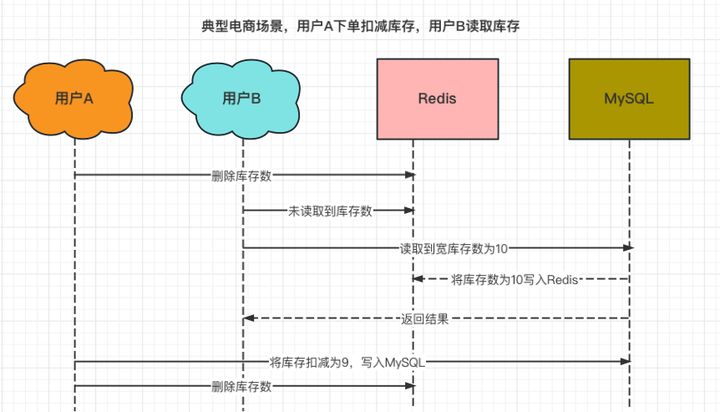 典型电商场景，用户A下单扣减库存，用户B读取库存
用户A
用户B
Redis
MySQL
删除库存数
未读取到库存数
读取到宽库存数为10
将库存数为10写入Redis
返回结果
将库存扣减为9，写入MySQL
删除库存数